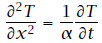 ∂²T/∂x² = 1/α ∂T/∂t